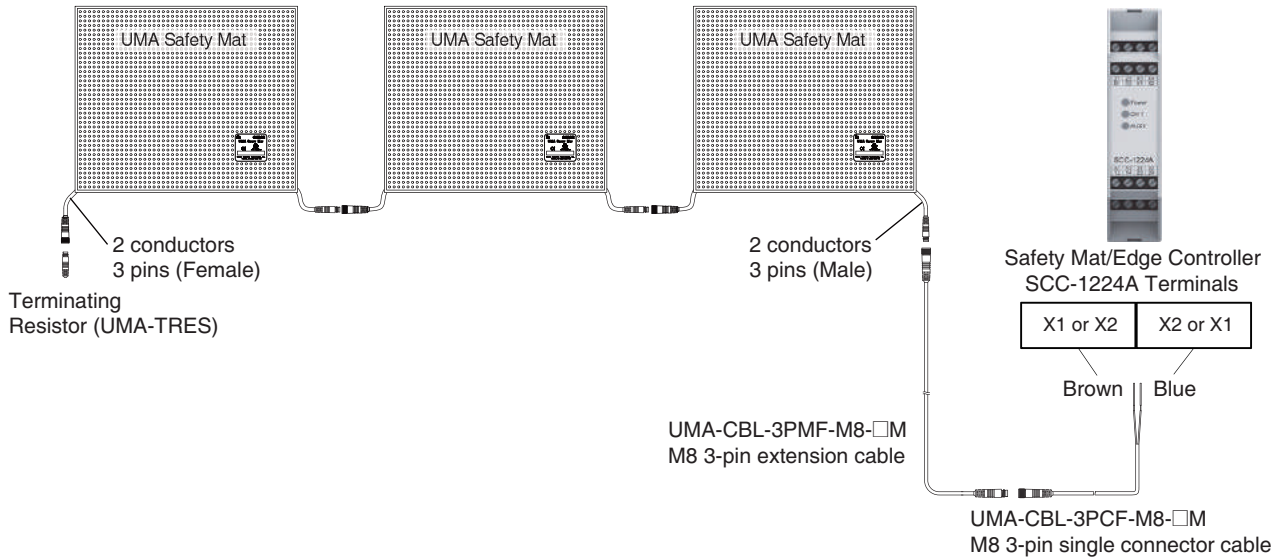 UMA Safety Mat
UMA Safety Mat
UMA Safety Mat
Power
SCC-1224A
2 conductors
3 pins (Female)
2 conductors
3 pins (Male)
Terminating
Resistor (UMA-TRES)
Safety Mat/Edge Controller
SCC-1224A Terminals
X1 or X2
X2 or X1
Brown
Blue
UMA-CBL-3PMF-M8-□M
M8 3-pin extension cable
UMA-CBL-3PCF-M8-□M
M8 3-pin single connector cable